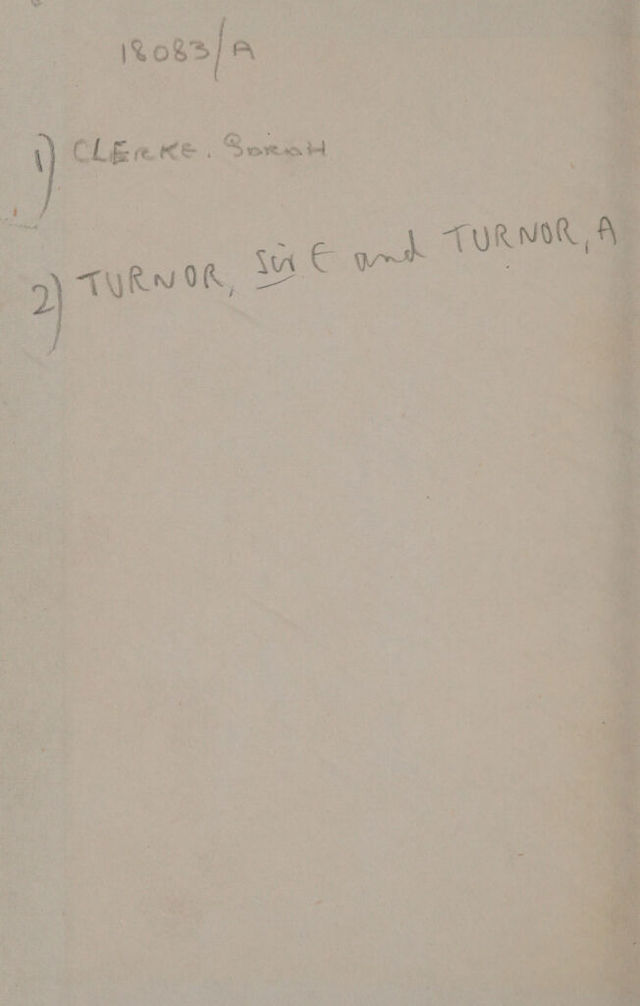 18083/A
1) CLERKE. SARAH
2) TURNOR, Sir E and TURNOR, A